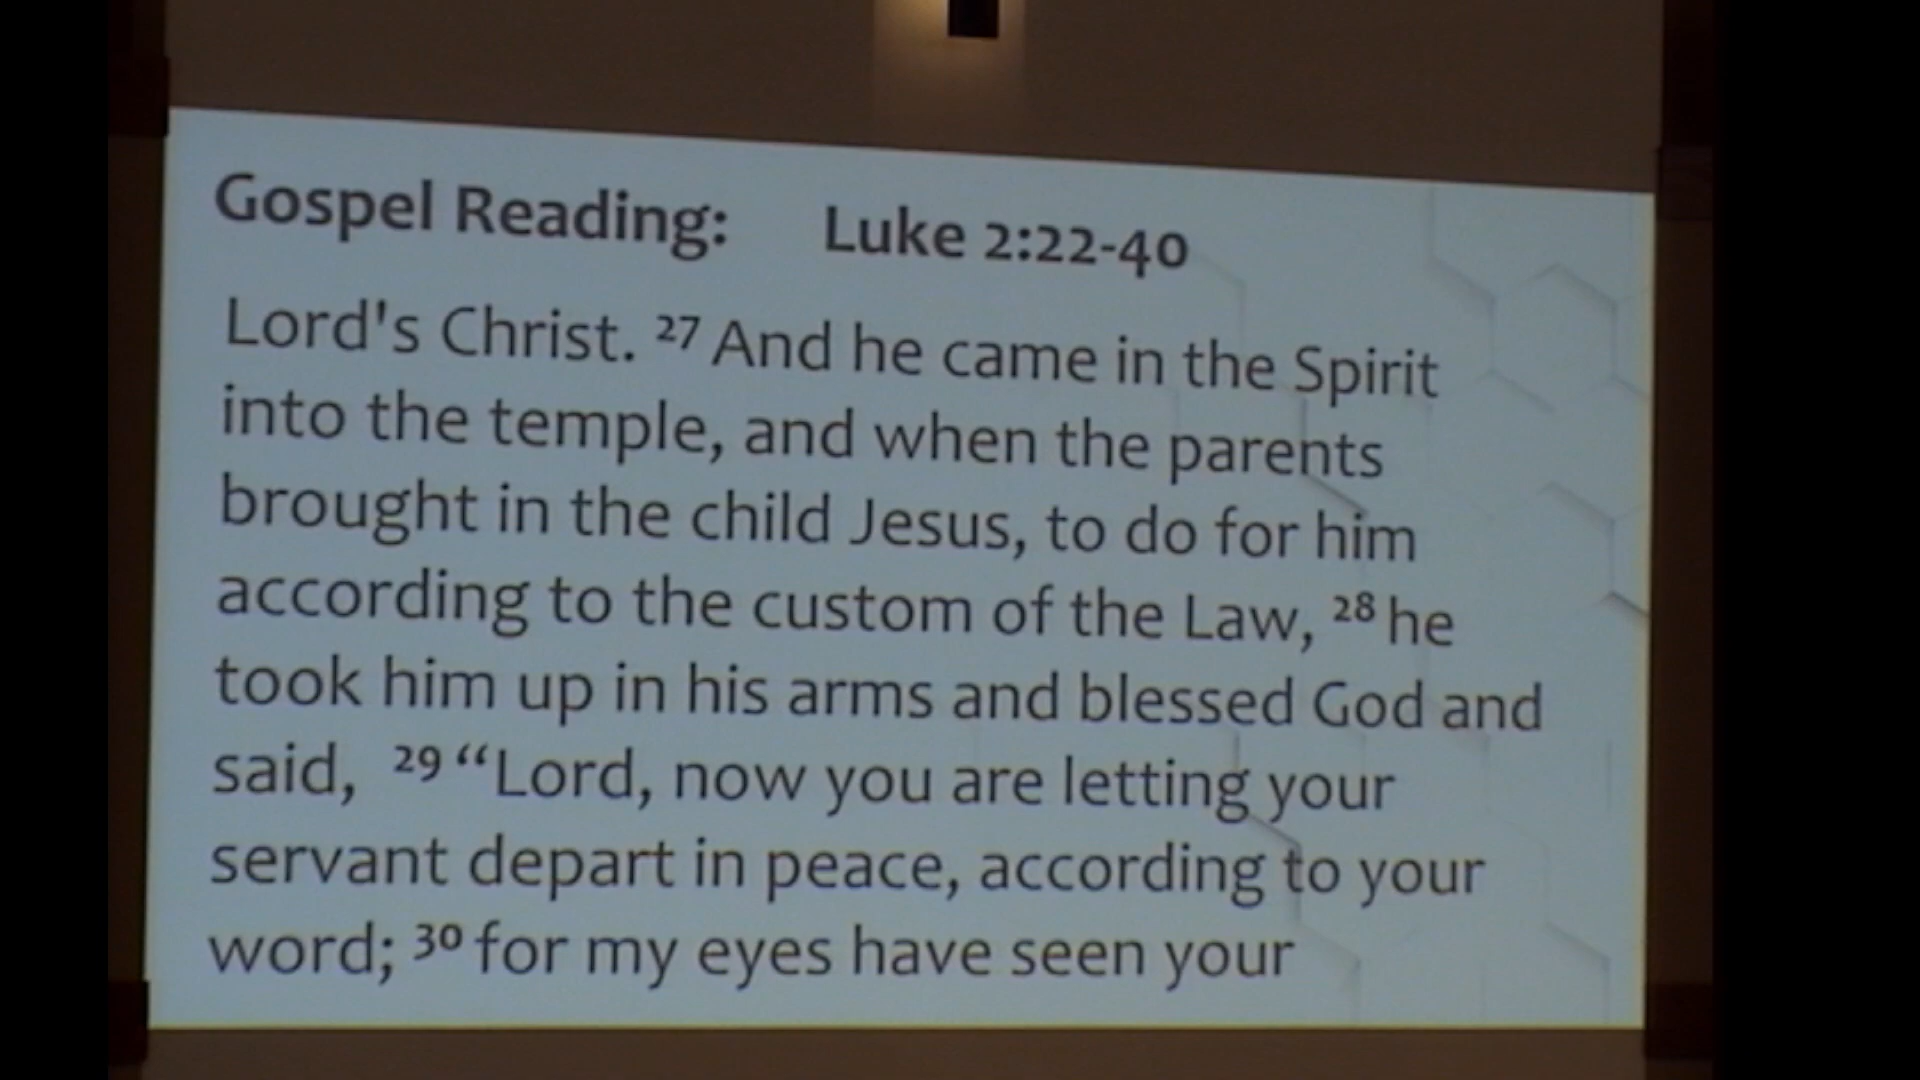 Gospel Reading: Luke 2:22-40
Lord's Christ. 27 And he came in the Spirit
into the temple, and when the parents
brought in the child Jesus, to do for him
according to the custom of the Law, 28 he
took him up in his arms and blessed God and
said, 29 “Lord, now you are letting your
servant depart in peace, according to your
word; 30 for my eyes have seen your